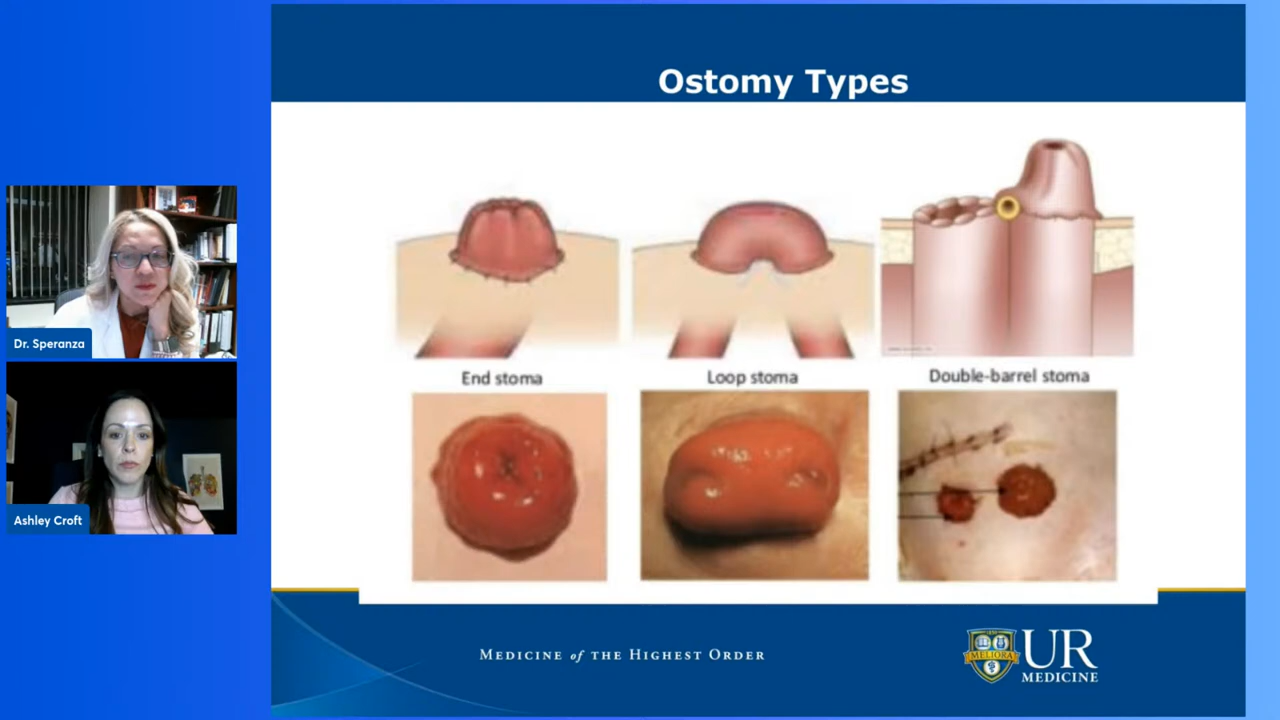 Ostomy Types
End stoma
Loop stoma
Double-barrel stoma
Dr. Speranza
Ashley Croft
MEDICINE of THE HIGHEST ORDER
MELIORA
UR
MEDICINE